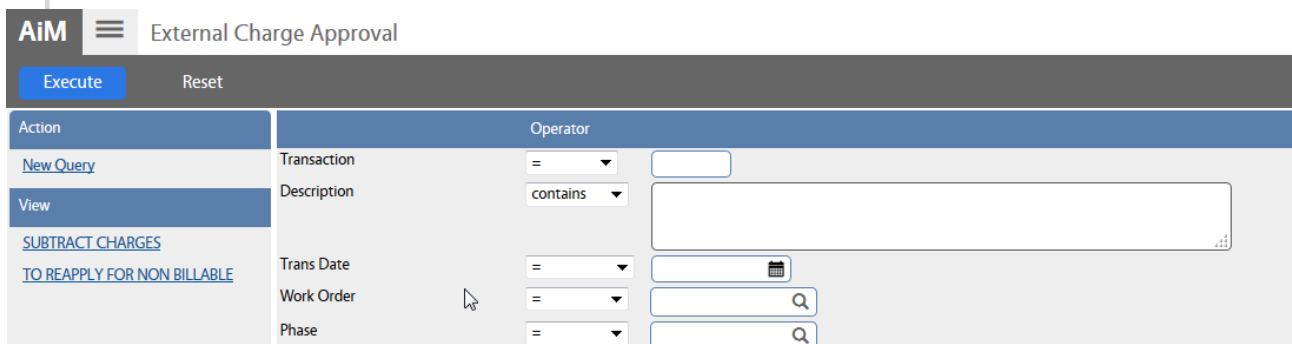 AiM External Charge Approval
Execute Reset
Action Operator
New Query Transaction =
Description contains
View
SUBTRACT CHARGES
TO REAPPLY FOR NON BILLABLE Trans Date =
Work Order =
Phase =